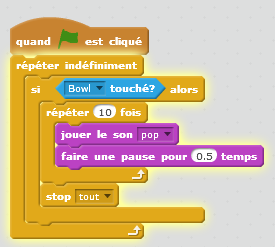 quand est cliqué
répéter indéfiniment
si Bowl touché? alors
répéter 10 fois
jouer le son pop
faire une pause pour 0.5 temps
stop tout